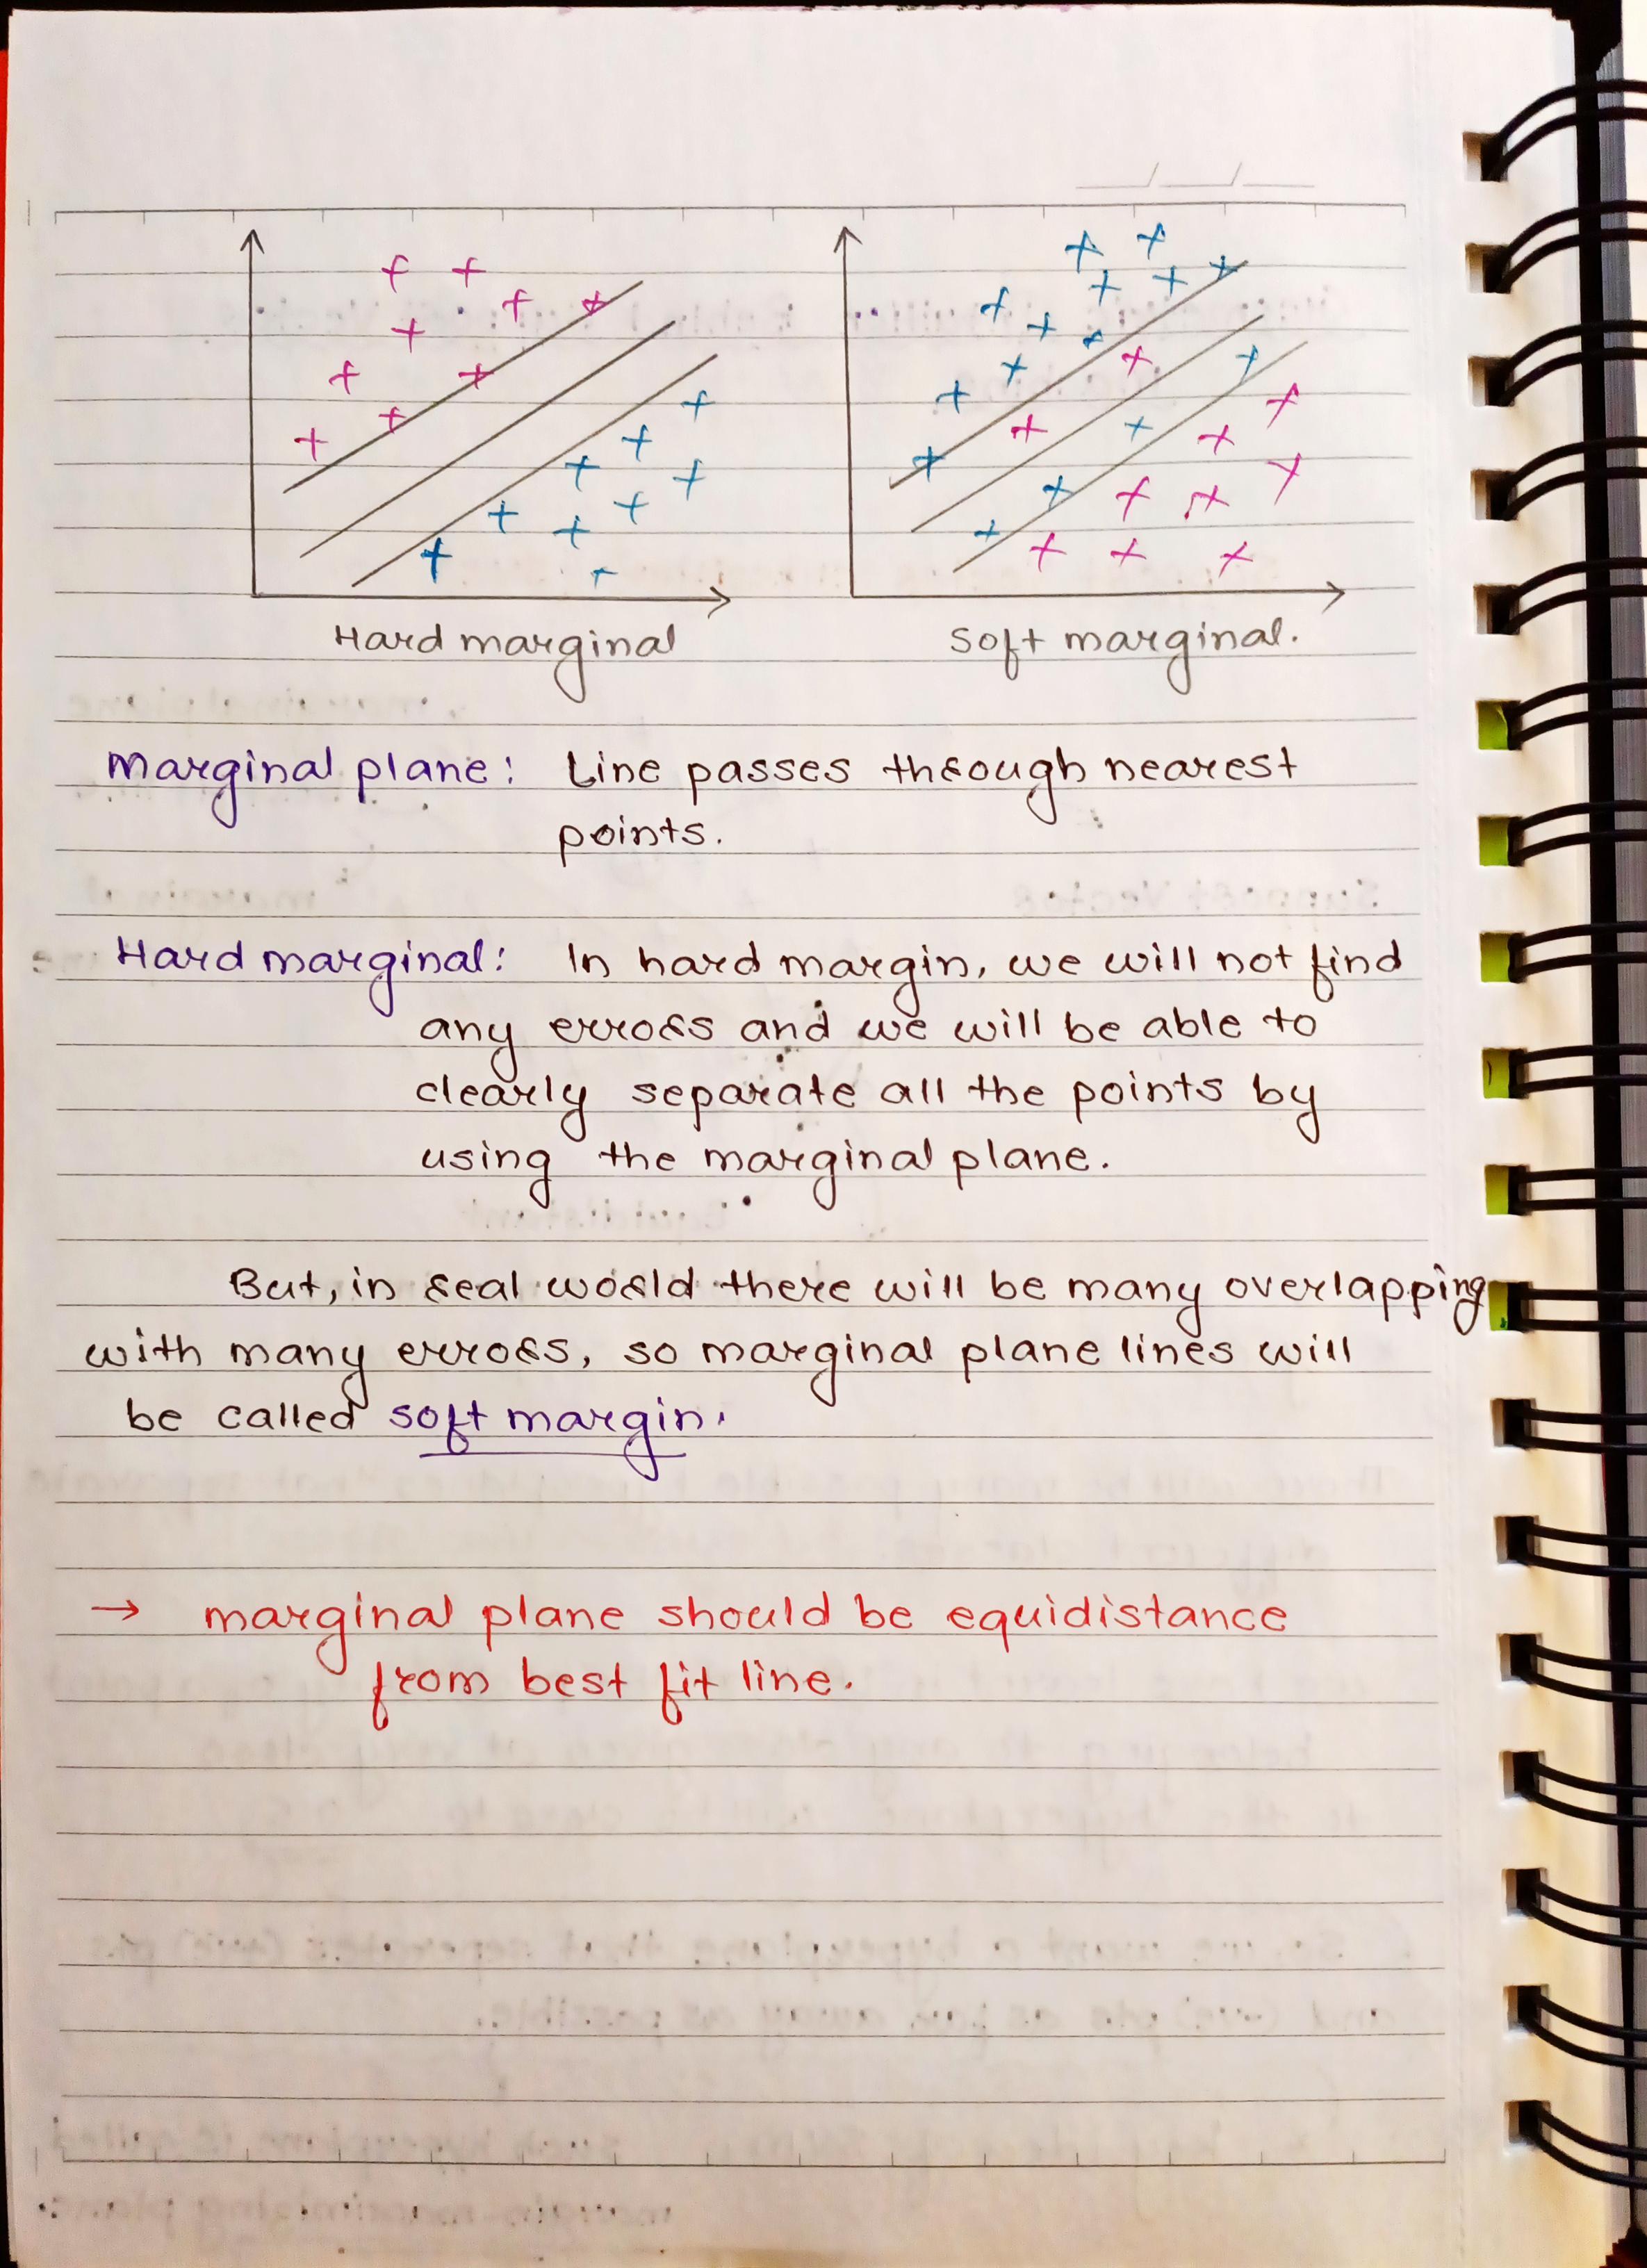 Hard marginal
Soft marginal.
Marginal plane: Line passes through nearest
points.
Hard marginal: In hard margin, we will not find
any errors and we will be able to
clearly separate all the points by
using the marginal plane.
But, in real world there will be many overlapping
with many errors, so marginal plane lines will
be called soft margin.
→ marginal plane should be equidistance
from best fit line.